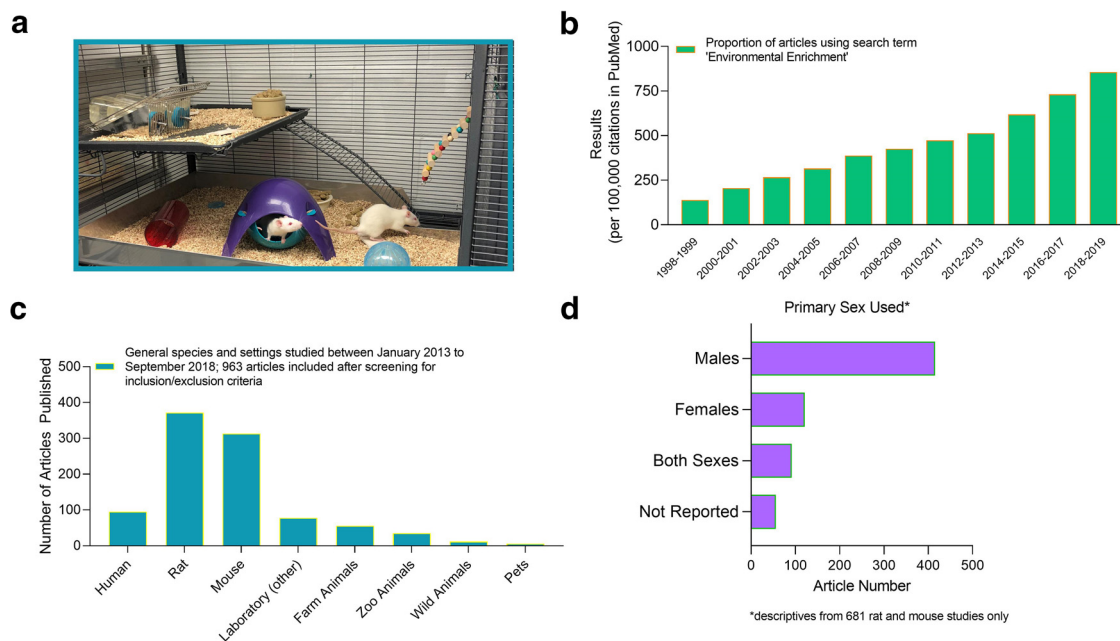 a
b
Proportion of articles using search term
'Environmental Enrichment'
Results
(per 100,000 citations in PubMed)
1000
750
500
250
0
1998-1999
2000-2001
2002-2003
2004-2005
2006-2007
2008-2009
2010-2011
2012-2013
2014-2015
2016-2017
2018-2019
c
General species and settings studied between January 2013 to
September 2018; 963 articles included after screening for
inclusion/exclusion criteria
Number of Articles Published
500
400
300
200
100
0
Human
Rat
Mouse
Laboratory (other)
Farm Animals
Zoo Animals
Wild Animals
Pets
d
Primary Sex Used*
Males
Females
Both Sexes
Not Reported
0 100 200 300 400 500
Article Number
*descriptives from 681 rat and mouse studies only